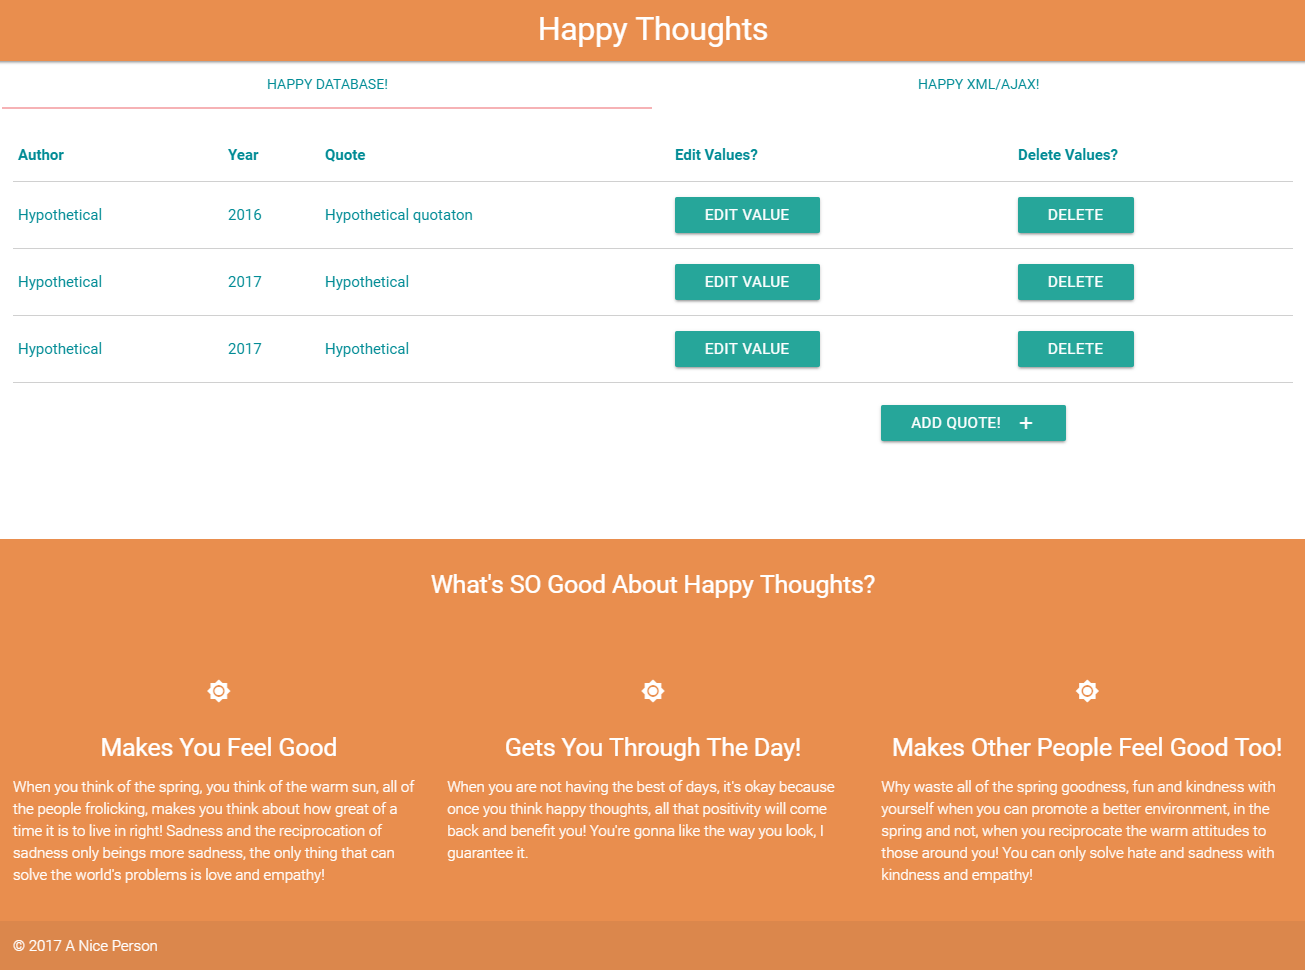 Happy Thoughts
HAPPY DATABASE! HAPPY XML/AJAX!
Author Year Quote Edit Values? Delete Values?
Hypothetical 2016 Hypothetical quotaton EDIT VALUE DELETE
Hypothetical 2017 Hypothetical EDIT VALUE DELETE
Hypothetical 2017 Hypothetical EDIT VALUE DELETE
ADD QUOTE! +
What's SO Good About Happy Thoughts?
Makes You Feel Good
When you think of the spring, you think of the warm sun, all of
the people frolicking, makes you think about how great of a
time it is to live in right! Sadness and the reciprocation of
sadness only beings more sadness, the only thing that can
solve the world's problems is love and empathy!
Gets You Through The Day!
When you are not having the best of days, it's okay because
once you think happy thoughts, all that positivity will come
back and benefit you! You're gonna like the way you look, I
guarantee it.
Makes Other People Feel Good Too!
Why waste all of the spring goodness, fun and kindness with
yourself when you can promote a better environment, in the
spring and not, when you reciprocate the warm attitudes to
those around you! You can only solve hate and sadness with
kindness and empathy!
© 2017 A Nice Person